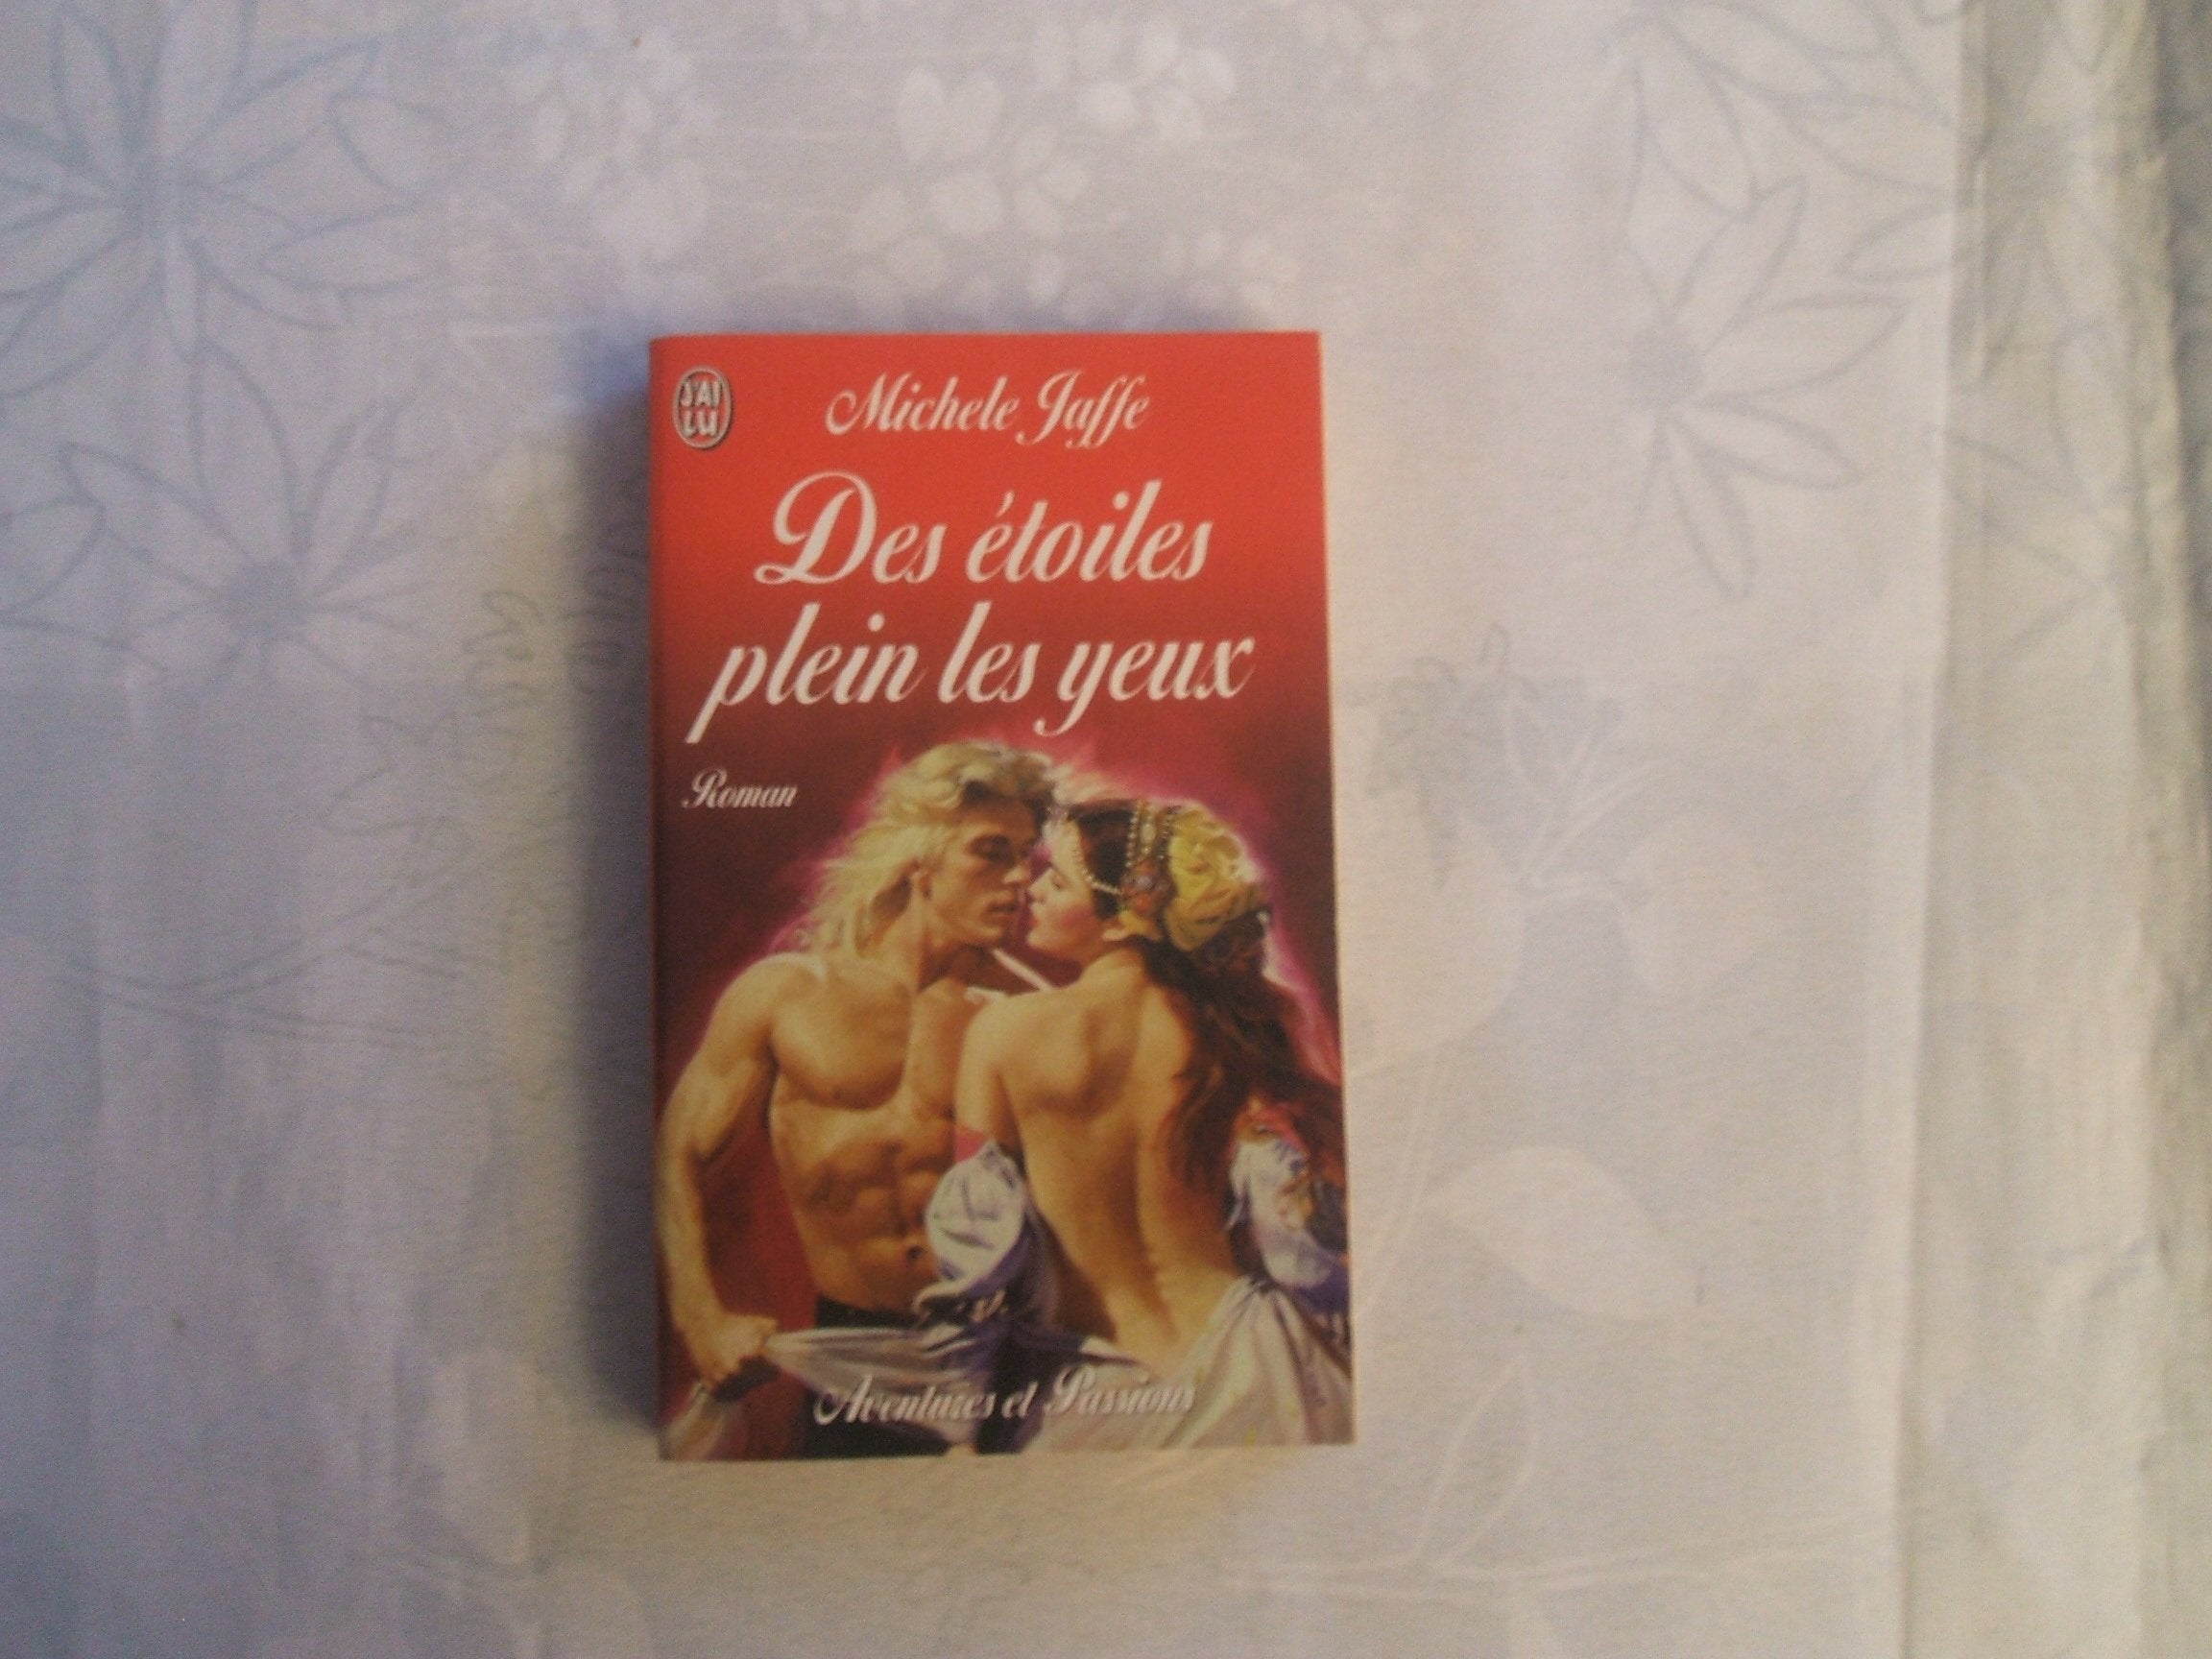 J'AI
LU
Michele Jaffe
Des étoiles
plein les yeux
Roman
Aventures et Passions